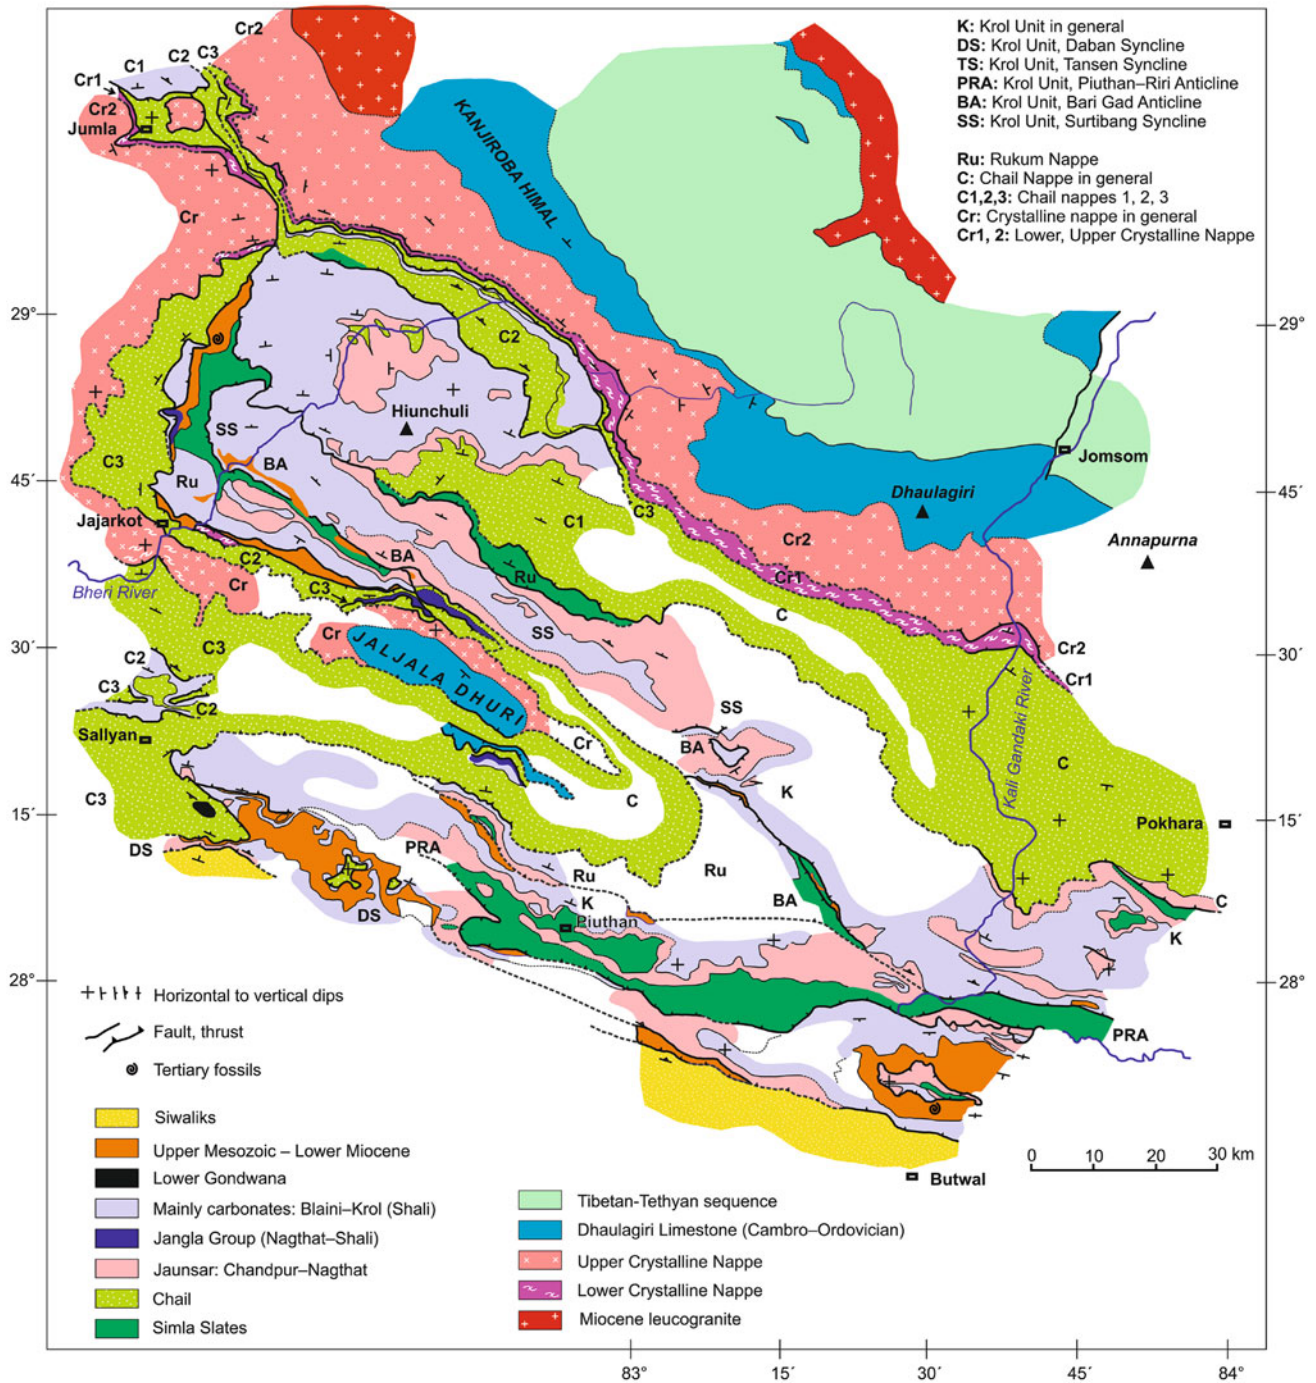 K: Krol Unit in general
DS: Krol Unit, Daban Syncline
TS: Krol Unit, Tansen Syncline
PRA: Krol Unit, Piuthan–Riri Anticline
BA: Krol Unit, Bari Gad Anticline
SS: Krol Unit, Surtibang Syncline
Ru: Rukum Nappe
C: Chail Nappe in general
C1,2,3: Chail nappes 1, 2, 3
Cr: Crystalline nappe in general
Cr1, 2: Lower, Upper Crystalline Nappe
Cr2
C3
C2
C1
Cr1
Cr2
Jumla
KANJIROBA HIMAL
Cr
29°
29°
C2
Hiunchuli
SS
BA
C3
Ru
45´
45´
Jomsom
Dhaulagiri
C1
C3
Jajarkot
Cr2
Annapurna
C2
BA
Ru
Cr1
Bheri River
Cr
C3
C
SS
Cr
JALJALA DHURI
30´
30´
C3
C2
Cr2
Cr1
C3
C2
SS
Kali Gandaki River
Sallyan
Cr
BA
C
K
C3
C
15´
15´
Pokhara
DS
PRA
Ru
Ru
BA
DS
K
C
Piuthan
K
28°
28°
PRA
Horizontal to vertical dips
Fault, thrust
Tertiary fossils
Siwaliks
Upper Mesozoic – Lower Miocene
Lower Gondwana
Mainly carbonates: Blaini–Krol (Shali)
Jangla Group (Nagthat–Shali)
Jaunsar: Chandpur–Nagthat
Chail
Simla Slates
Tibetan-Tethyan sequence
Dhaulagiri Limestone (Cambro–Ordovician)
Upper Crystalline Nappe
Lower Crystalline Nappe
Miocene leucogranite
0 10 20 30 km
Butwal
83° 15´ 30´ 45´ 84°